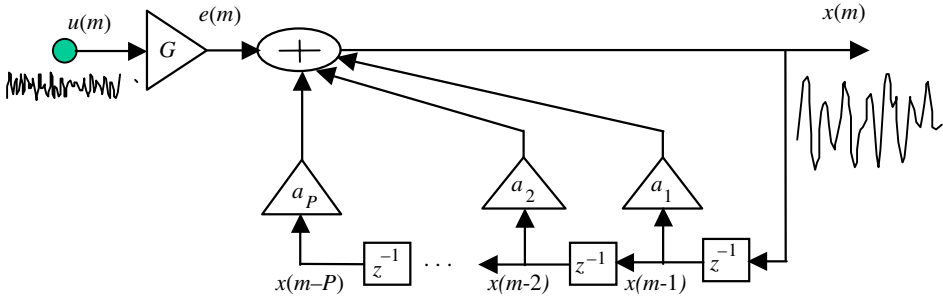 u(m)
e(m)
x(m)
G
+
a_P
a_2
a_1
z^{-1}
. . .
z^{-1}
z^{-1}
x(m–P)
x(m-2)
x(m-1)